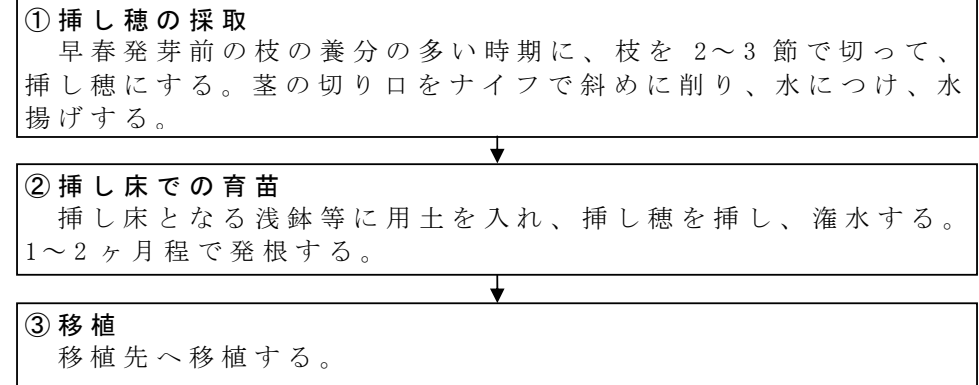 ①挿し穂の採取
早春発芽前の枝の養分の多い時期に、枝を 2～3 節で切って、
挿し穂にする。茎の切り口をナイフで斜めに削り、水につけ、水
揚げする。
②挿し床での育苗
挿し床となる浅鉢等に用土を入れ、挿し穂を挿し、潅水する。
1～2 ヶ月程で発根する。
③移植
移植先へ移植する。